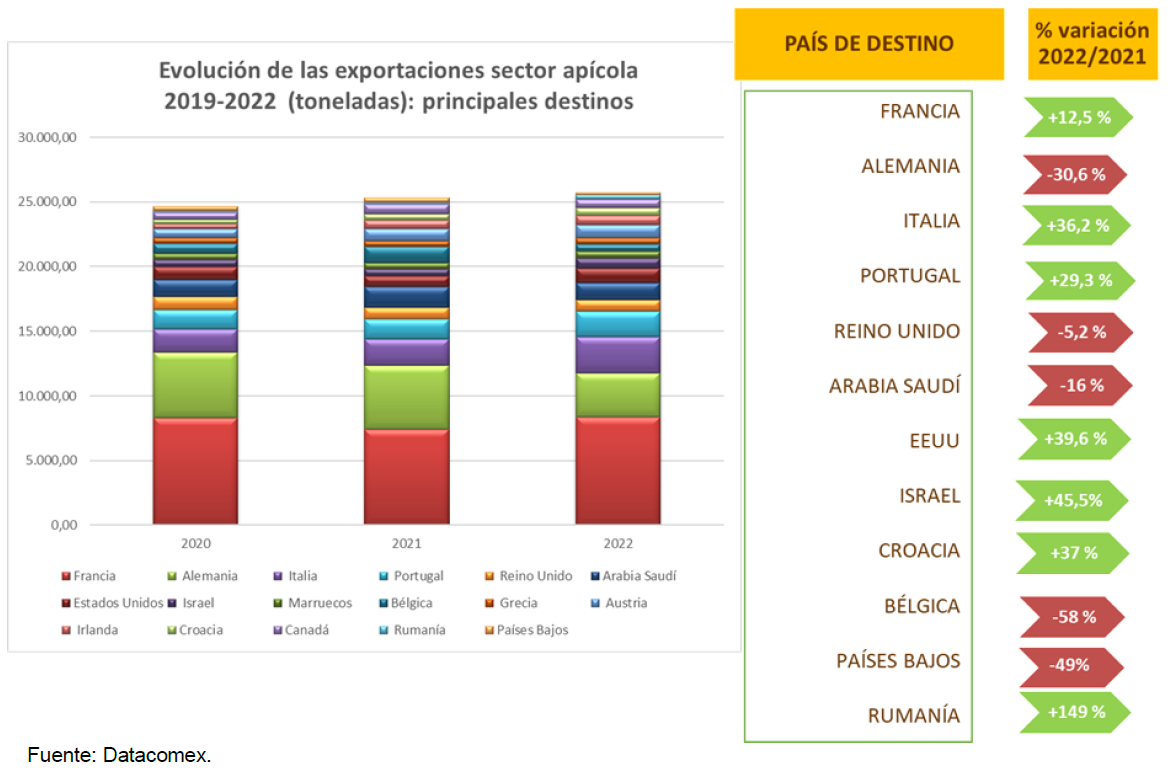 Evolución de las exportaciones sector apícola
2019-2022 (toneladas): principales destinos
30.000,00
25.000,00
20.000,00
15.000,00
10.000,00
5.000,00
0,00
2020 2021 2022
Francia Alemania Italia Portugal Reino Unido Arabia Saudí
Estados Unidos Israel Marruecos Bélgica Grecia Austria
Irlanda Croacia Canadá Rumanía Países Bajos
PAÍS DE DESTINO
% variación
2022/2021
FRANCIA +12,5 %
ALEMANIA -30,6 %
ITALIA +36,2 %
PORTUGAL +29,3 %
REINO UNIDO -5,2 %
ARABIA SAUDÍ -16 %
EEUU +39,6 %
ISRAEL +45,5%
CROACIA +37 %
BÉLGICA -58 %
PAÍSES BAJOS -49%
RUMANÍA +149 %
Fuente: Datacomex.